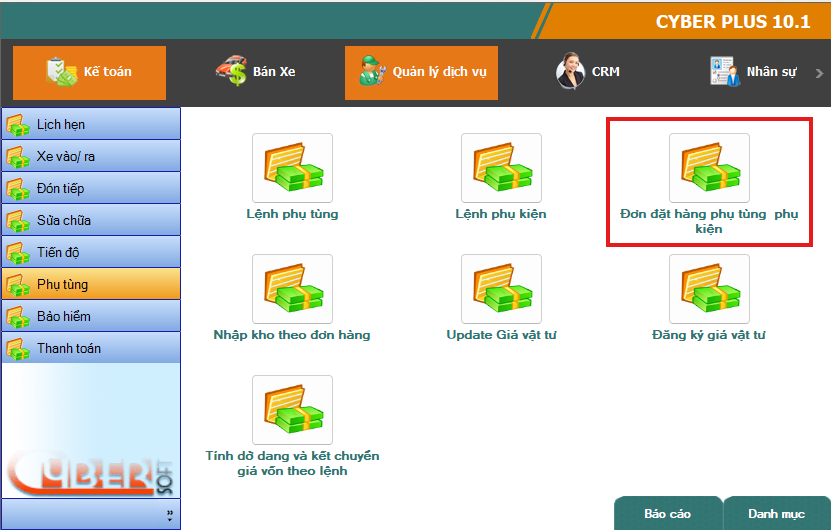 CYBER PLUS 10.1
Kế toán
Bán Xe
Quản lý dịch vụ
CRM
Nhân sự
Lịch hẹn
Xe vào/ ra
Đón tiếp
Sửa chữa
Tiến độ
Phụ tùng
Bảo hiểm
Thanh toán
Lệnh phụ tùng
Lệnh phụ kiện
Đơn đặt hàng phụ tùng phụ
kiện
Nhập kho theo đơn hàng
Update Giá vật tư
Đăng ký giá vật tư
Tính dở dang và kết chuyển
giá vốn theo lệnh
CYBER
SOFT
Báo cáo
Danh mục